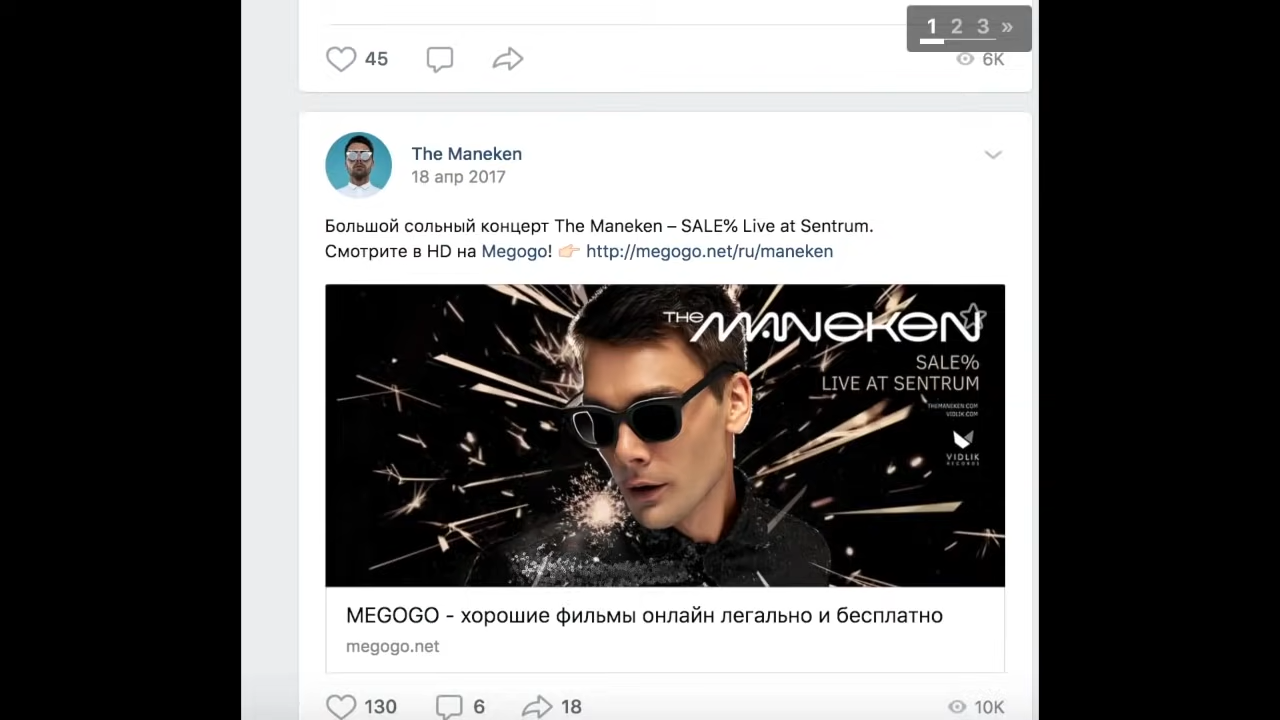 1 2 3 »
45
6K
The Maneken
18 апр 2017
Большой сольный концерт The Maneken – SALE% Live at Sentrum.
Смотрите в HD на Megogo! 👉🏻 http://megogo.net/ru/maneken
THE MANEKEN
SALE%
LIVE AT SENTRUM
THEMANEKEN.COM
VIDLIK.COM
VIDLIK
RECORDS
MEGOGO - хорошие фильмы онлайн легально и бесплатно
megogo.net
130
6
18
10K